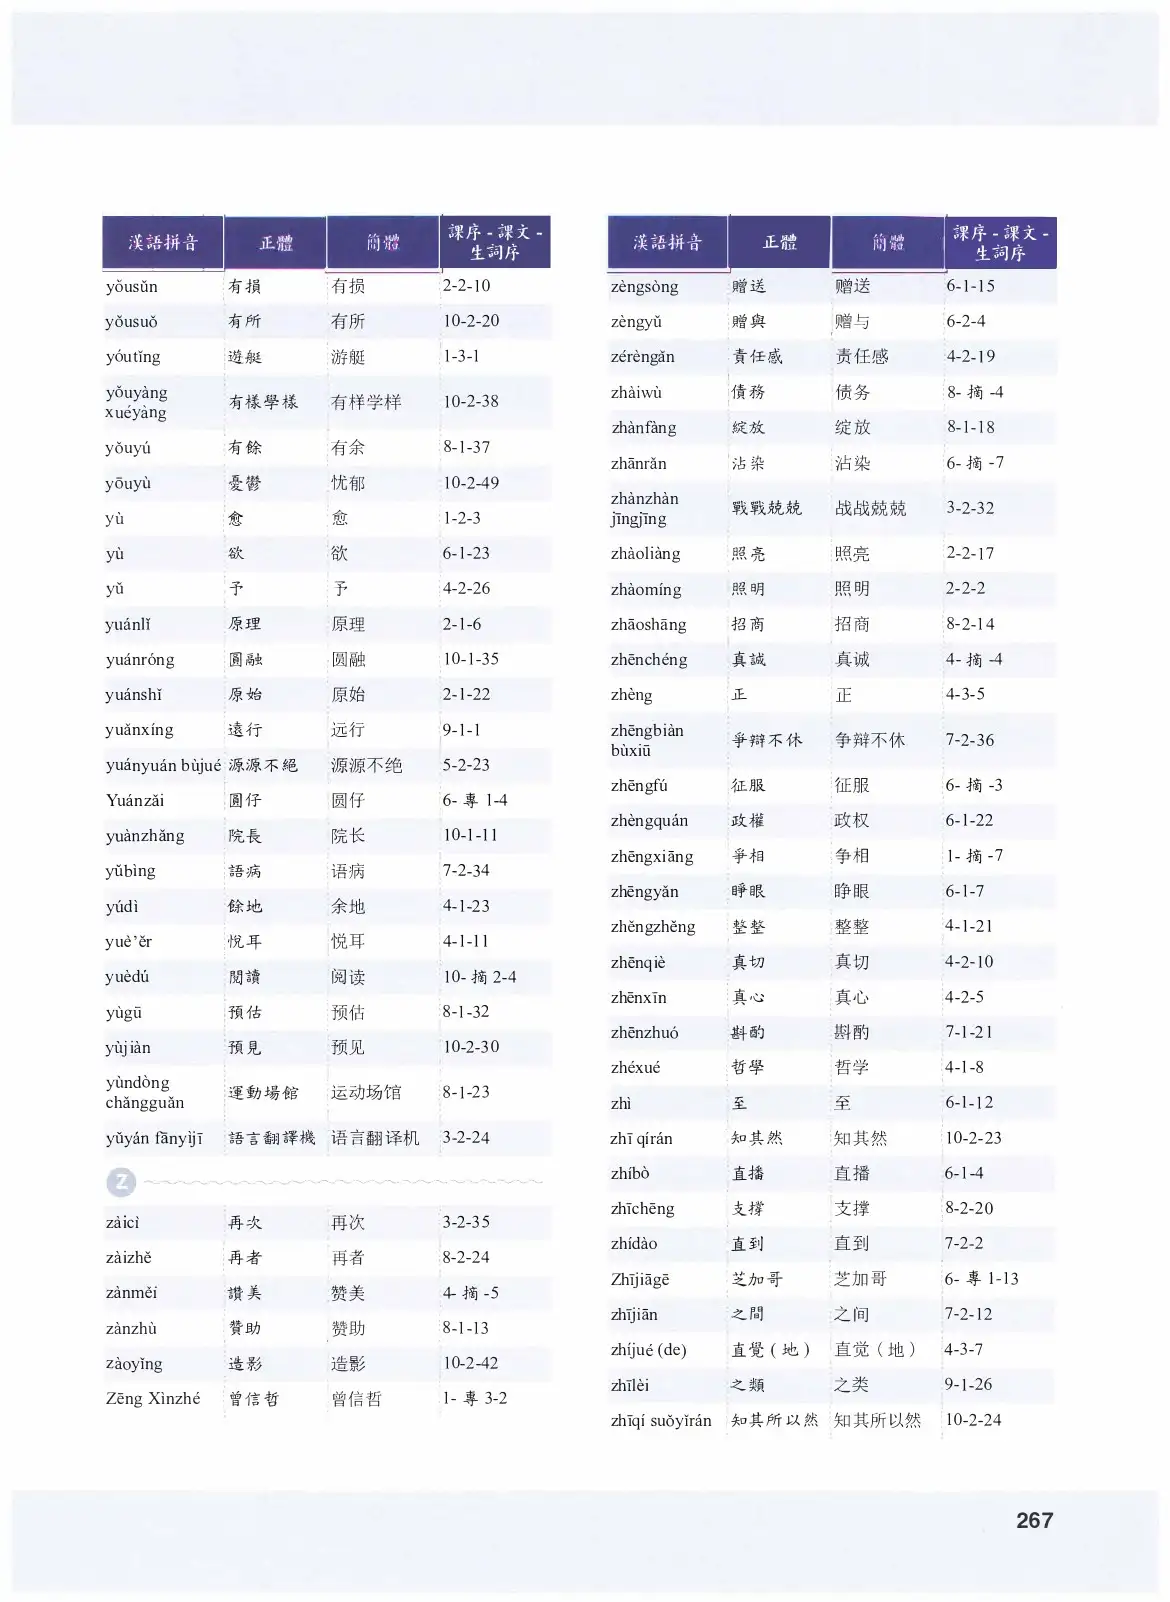 漢語拼音 正體 簡體 課序 - 課文 -
生詞序
yǒusǔn 有損 有损 2-2-10
yǒusuǒ 有所 有所 10-2-20
yóutǐng 遊艇 游艇 1-3-1
yǒuyàng
xuéyàng 有樣學樣 有样学样 10-2-38
yǒuyú 有餘 有余 8-1-37
yōuyù 憂鬱 忧郁 10-2-49
yù 愈 愈 1-2-3
yù 欲 欲 6-1-23
yǔ 予 予 4-2-26
yuánlǐ 原理 原理 2-1-6
yuánróng 圓融 圆融 10-1-35
yuánshǐ 原始 原始 2-1-22
yuǎnxíng 遠行 远行 9-1-1
yuányuán bùjué 源源不絕 源源不绝 5-2-23
Yuánzǎi 圓仔 圆仔 6- 專 1-4
yuànzhǎng 院長 院长 10-1-11
yǔbìng 語病 语病 7-2-34
yúdì 餘地 余地 4-1-23
yuè’ěr 悅耳 悦耳 4-1-11
yuèdú 閱讀 阅读 10- 摘 2-4
yùgū 預估 预估 8-1-32
yùjiàn 預見 预见 10-2-30
yùndòng
chǎngguǎn 運動場館 运动场馆 8-1-23
yǔyán fānyìjī 語言翻譯機 语言翻译机 3-2-24
Z
zàicì 再次 再次 3-2-35
zàizhě 再者 再者 8-2-24
zànměi 讚美 赞美 4- 摘 -5
zànzhù 贊助 赞助 8-1-13
zàoyǐng 造影 造影 10-2-42
Zēng Xìnzhé 曾信哲 曾信哲 1- 專 3-2
漢語拼音 正體 簡體 課序 - 課文 -
生詞序
zèngsòng 贈送 赠送 6-1-15
zèngyǔ 贈與 赠与 6-2-4
zérèngǎn 責任感 责任感 4-2-19
zhàiwù 債務 债务 8- 摘 -4
zhànfàng 綻放 绽放 8-1-18
zhānrǎn 沾染 沾染 6- 摘 -7
zhànzhàn
jīngjīng 戰戰兢兢 战战兢兢 3-2-32
zhàoliàng 照亮 照亮 2-2-17
zhàomíng 照明 照明 2-2-2
zhāoshāng 招商 招商 8-2-14
zhēnchéng 真誠 真诚 4- 摘 -4
zhèng 正 正 4-3-5
zhēngbiàn
bùxiū 爭辯不休 争辩不休 7-2-36
zhēngfú 征服 征服 6- 摘 -3
zhèngquán 政權 政权 6-1-22
zhēngxiāng 爭相 争相 1- 摘 -7
zhēngyǎn 睜眼 睁眼 6-1-7
zhěngzhěng 整整 整整 4-1-21
zhēnqiè 真切 真切 4-2-10
zhēnxīn 真心 真心 4-2-5
zhēnzhuó 斟酌 斟酌 7-1-21
zhéxué 哲學 哲学 4-1-8
zhì 至 至 6-1-12
zhī qírán 知其然 知其然 10-2-23
zhíbò 直播 直播 6-1-4
zhīchēng 支撐 支撑 8-2-20
zhídào 直到 直到 7-2-2
Zhījiāgē 芝加哥 芝加哥 6- 專 1-13
zhījiān 之間 之间 7-2-12
zhíjué (de) 直覺（地） 直觉（地） 4-3-7
zhīlèi 之類 之类 9-1-26
zhīqí suǒyǐrán 知其所以然 知其所以然 10-2-24
267